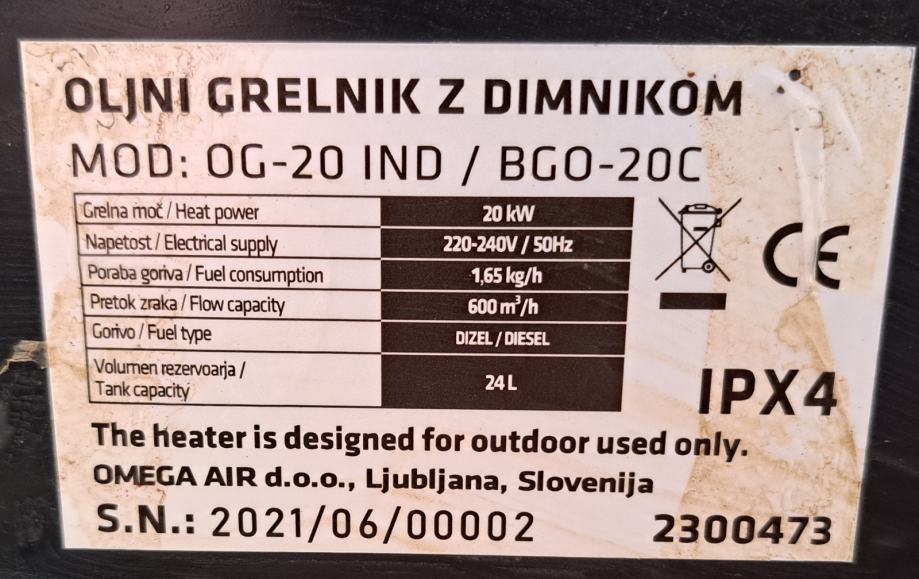 OLJNI GRELNIK Z DIMNIKOM
MOD: OG-20 IND / BGO-20C
Grelna moč / Heat power 20 kW
Napetost / Electrical supply 220-240V / 50Hz
Poraba goriva / Fuel consumption 1,65 kg/h
Pretok zraka / Flow capacity 600 m³/h
Gorivo / Fuel type DIZEL / DIESEL
Volumen rezervoarja /
Tank capacity 24 L
CE
IPX4
The heater is designed for outdoor used only.
OMEGA AIR d.o.o., Ljubljana, Slovenija
S.N.: 2021/06/00002 2300473